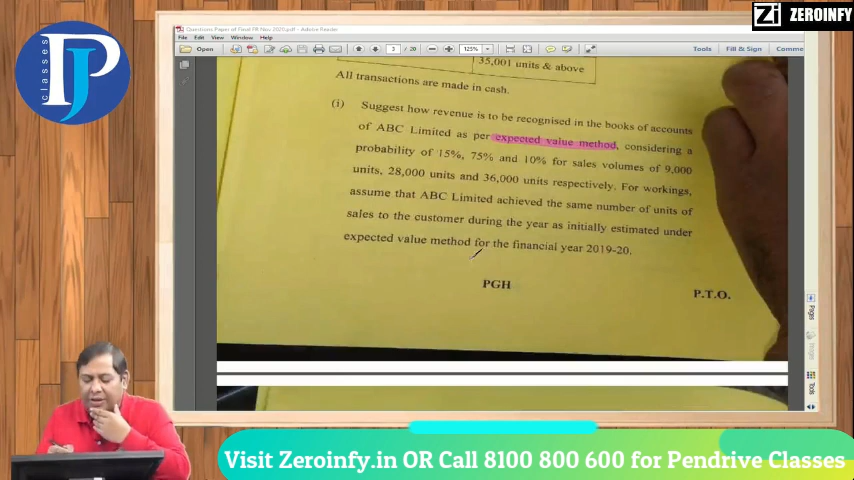 classes
PJ
Zi ZEROINFY
Questions Paper of Final FR Nov 2020.pdf - Adobe Reader
File Edit View Window Help
Open 3 / 20 125% Tools Fill & Sign Comme
35,001 units & above
All transactions are made in cash.
(i) Suggest how revenue is to be recognised in the books of accounts
of ABC Limited as per expected value method, considering a
probability of 15%, 75% and 10% for sales volumes of 9,000
units, 28,000 units and 36,000 units respectively. For workings,
assume that ABC Limited achieved the same number of units of
sales to the customer during the year as initially estimated under
expected value method for the financial year 2019-20.
PGH
P.T.O.
Pages
Tools
Visit Zeroinfy.in OR Call 8100 800 600 for Pendrive Classes